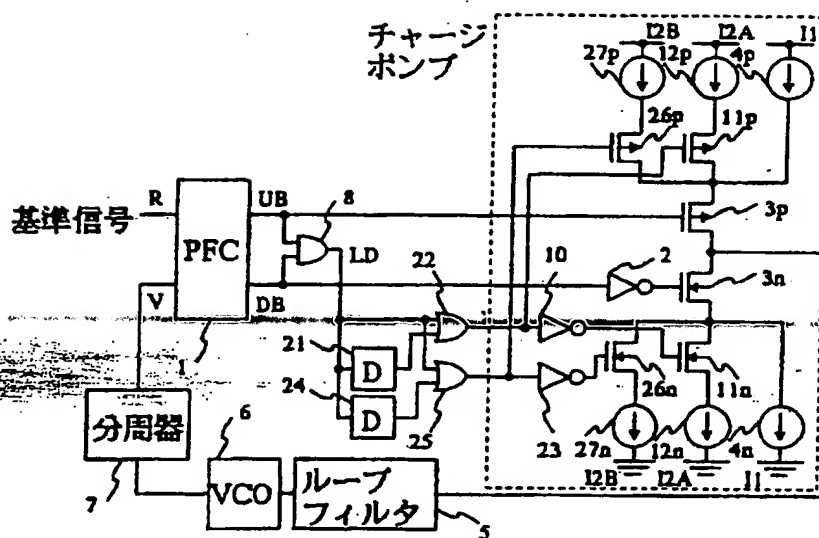 チャージ
ポンプ
I2B I2A I1
27p 12p 4p
26p 11p
R UB 8
基準信号 PFC 3p
LD 22 10 2
V DB 3n
1 21 D
24 D 25 23 26n 11n
分周器 6
7 VCO ループ
フィルタ 5
27n 12n 4n
I2B I2A I1